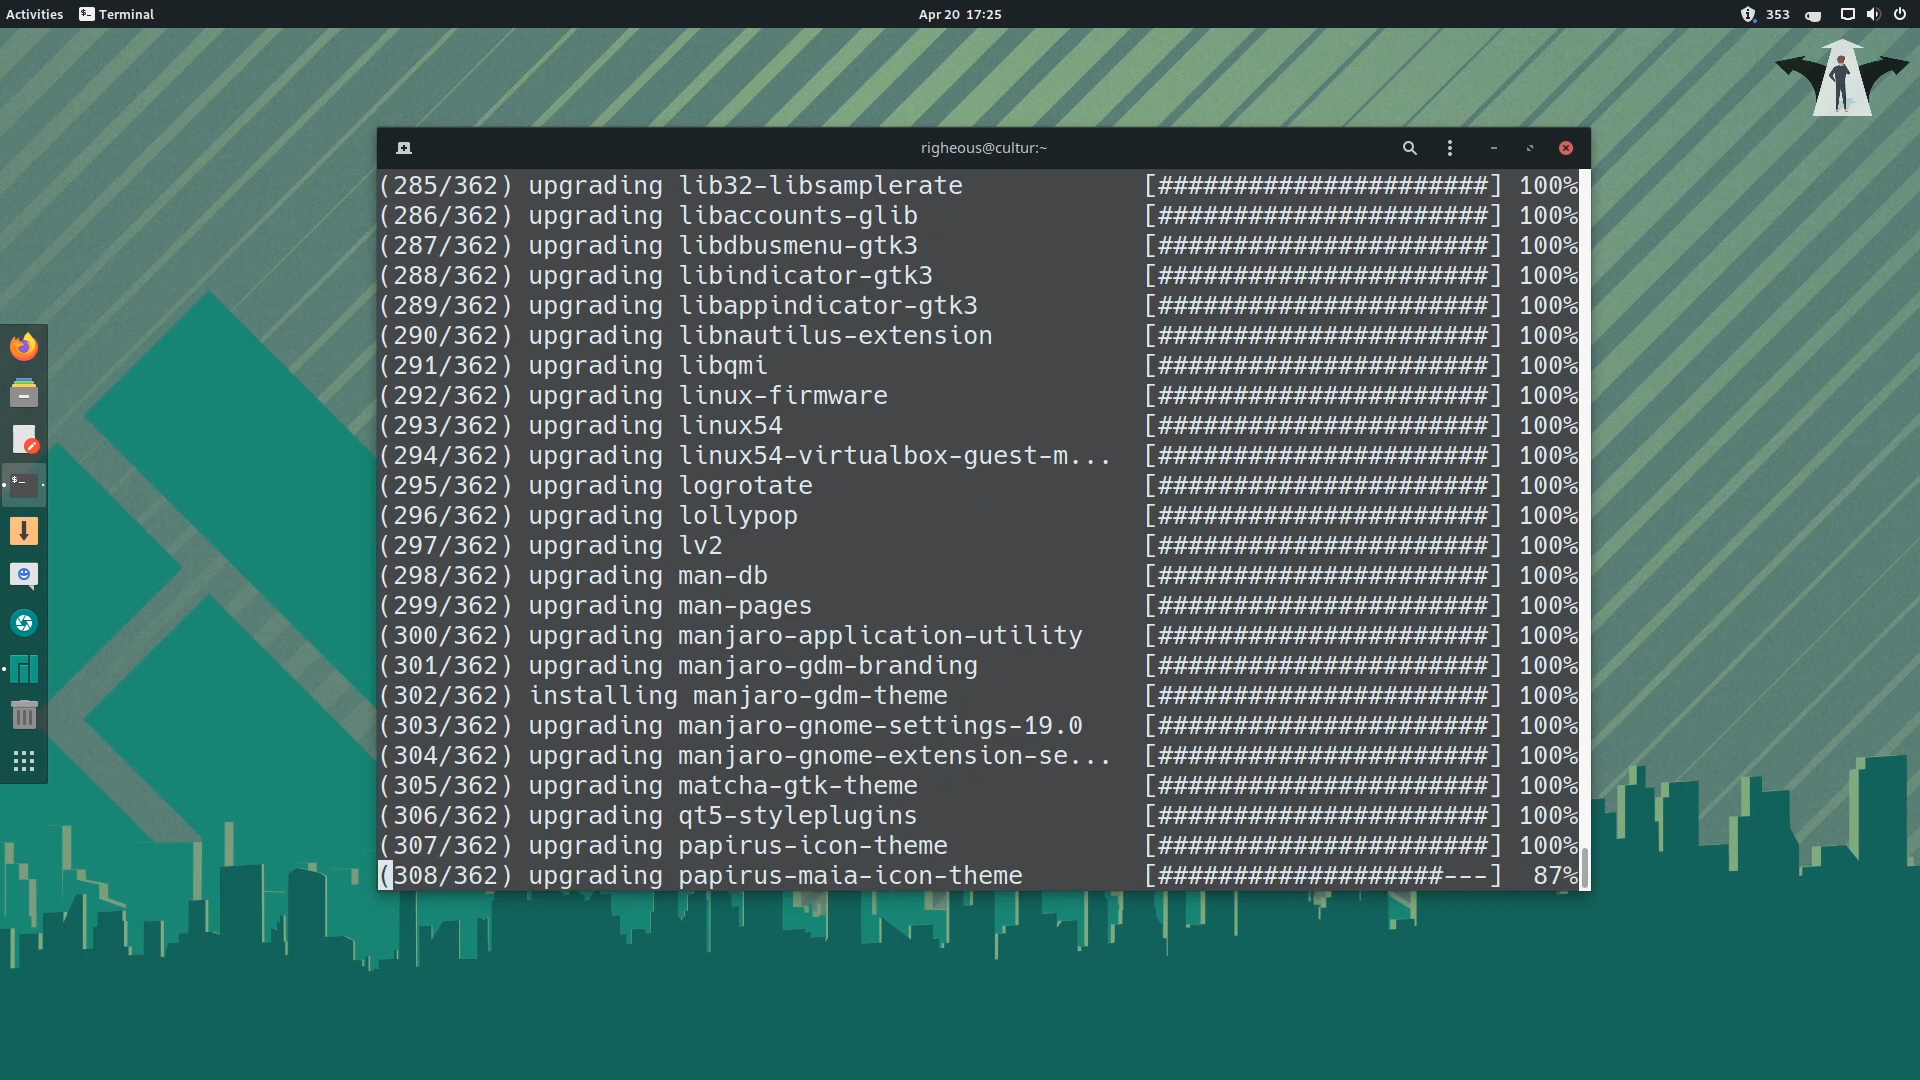 Activities Terminal Apr 20 17:25 353
righeous@cultur:~
(285/362) upgrading lib32-libsamplerate [######################] 100%
(286/362) upgrading libaccounts-glib [######################] 100%
(287/362) upgrading libdbusmenu-gtk3 [######################] 100%
(288/362) upgrading libindicator-gtk3 [######################] 100%
(289/362) upgrading libappindicator-gtk3 [######################] 100%
(290/362) upgrading libnautilus-extension [######################] 100%
(291/362) upgrading libqmi [######################] 100%
(292/362) upgrading linux-firmware [######################] 100%
(293/362) upgrading linux54 [######################] 100%
(294/362) upgrading linux54-virtualbox-guest-m... [######################] 100%
(295/362) upgrading logrotate [######################] 100%
(296/362) upgrading lollypop [######################] 100%
(297/362) upgrading lv2 [######################] 100%
(298/362) upgrading man-db [######################] 100%
(299/362) upgrading man-pages [######################] 100%
(300/362) upgrading manjaro-application-utility [######################] 100%
(301/362) upgrading manjaro-gdm-branding [######################] 100%
(302/362) installing manjaro-gdm-theme [######################] 100%
(303/362) upgrading manjaro-gnome-settings-19.0 [######################] 100%
(304/362) upgrading manjaro-gnome-extension-se... [######################] 100%
(305/362) upgrading matcha-gtk-theme [######################] 100%
(306/362) upgrading qt5-styleplugins [######################] 100%
(307/362) upgrading papirus-icon-theme [######################] 100%
(308/362) upgrading papirus-maia-icon-theme [###################---] 87%